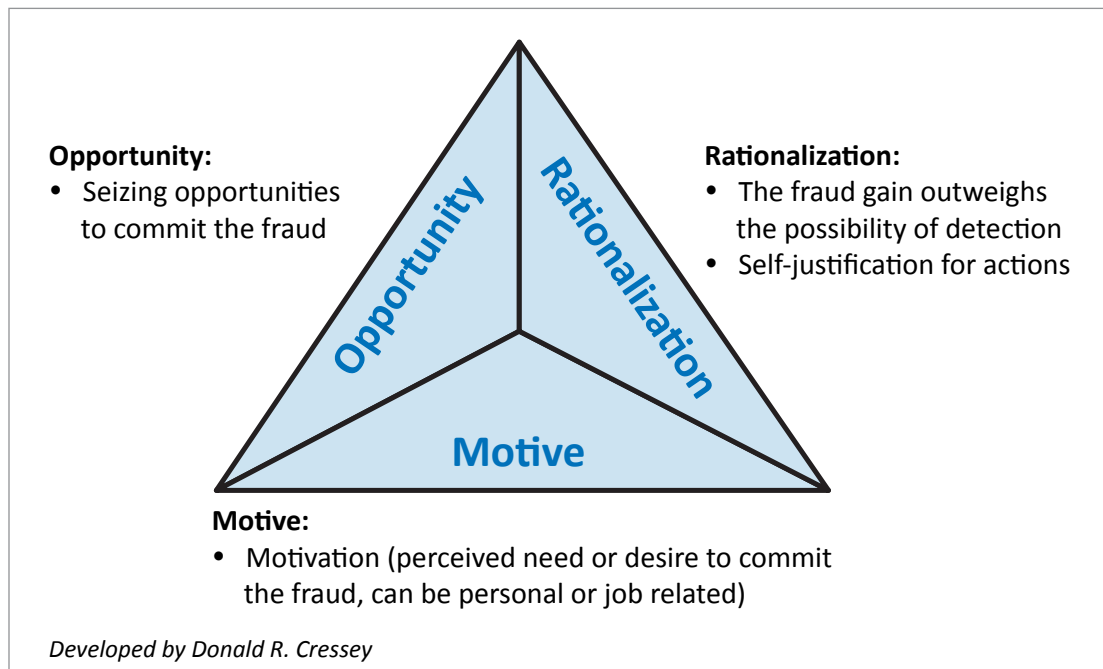 Opportunity:
• Seizing opportunities
to commit the fraud
Rationalization:
• The fraud gain outweighs
the possibility of detection
• Self-justification for actions
Opportunity
Rationalization
Motive
Motive:
• Motivation (perceived need or desire to commit
the fraud, can be personal or job related)
Developed by Donald R. Cressey